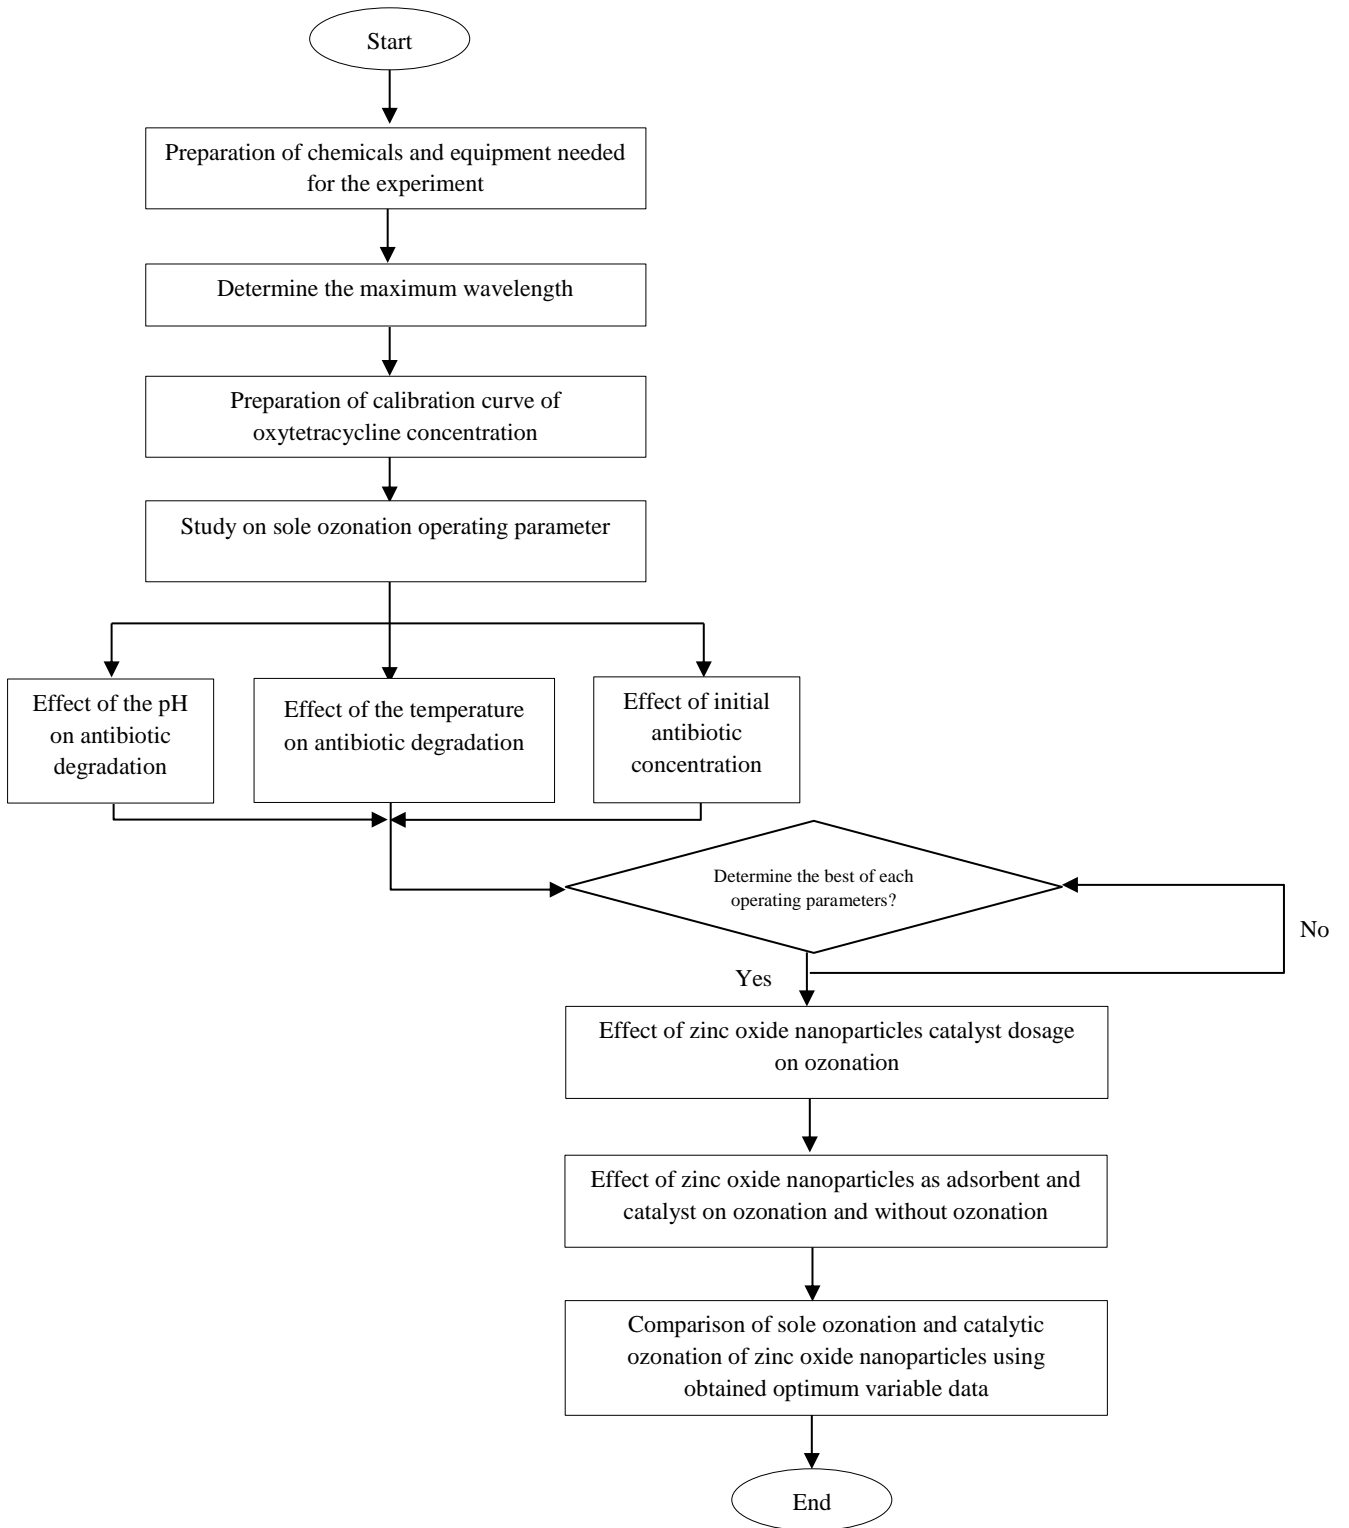 Start
Preparation of chemicals and equipment needed
for the experiment
Determine the maximum wavelength
Preparation of calibration curve of
oxytetracycline concentration
Study on sole ozonation operating parameter
Effect of the pH
on antibiotic
degradation
Effect of the temperature
on antibiotic degradation
Effect of initial
antibiotic
concentration
Determine the best of each
operating parameters?
No
Yes
Effect of zinc oxide nanoparticles catalyst dosage
on ozonation
Effect of zinc oxide nanoparticles as adsorbent and
catalyst on ozonation and without ozonation
Comparison of sole ozonation and catalytic
ozonation of zinc oxide nanoparticles using
obtained optimum variable data
End